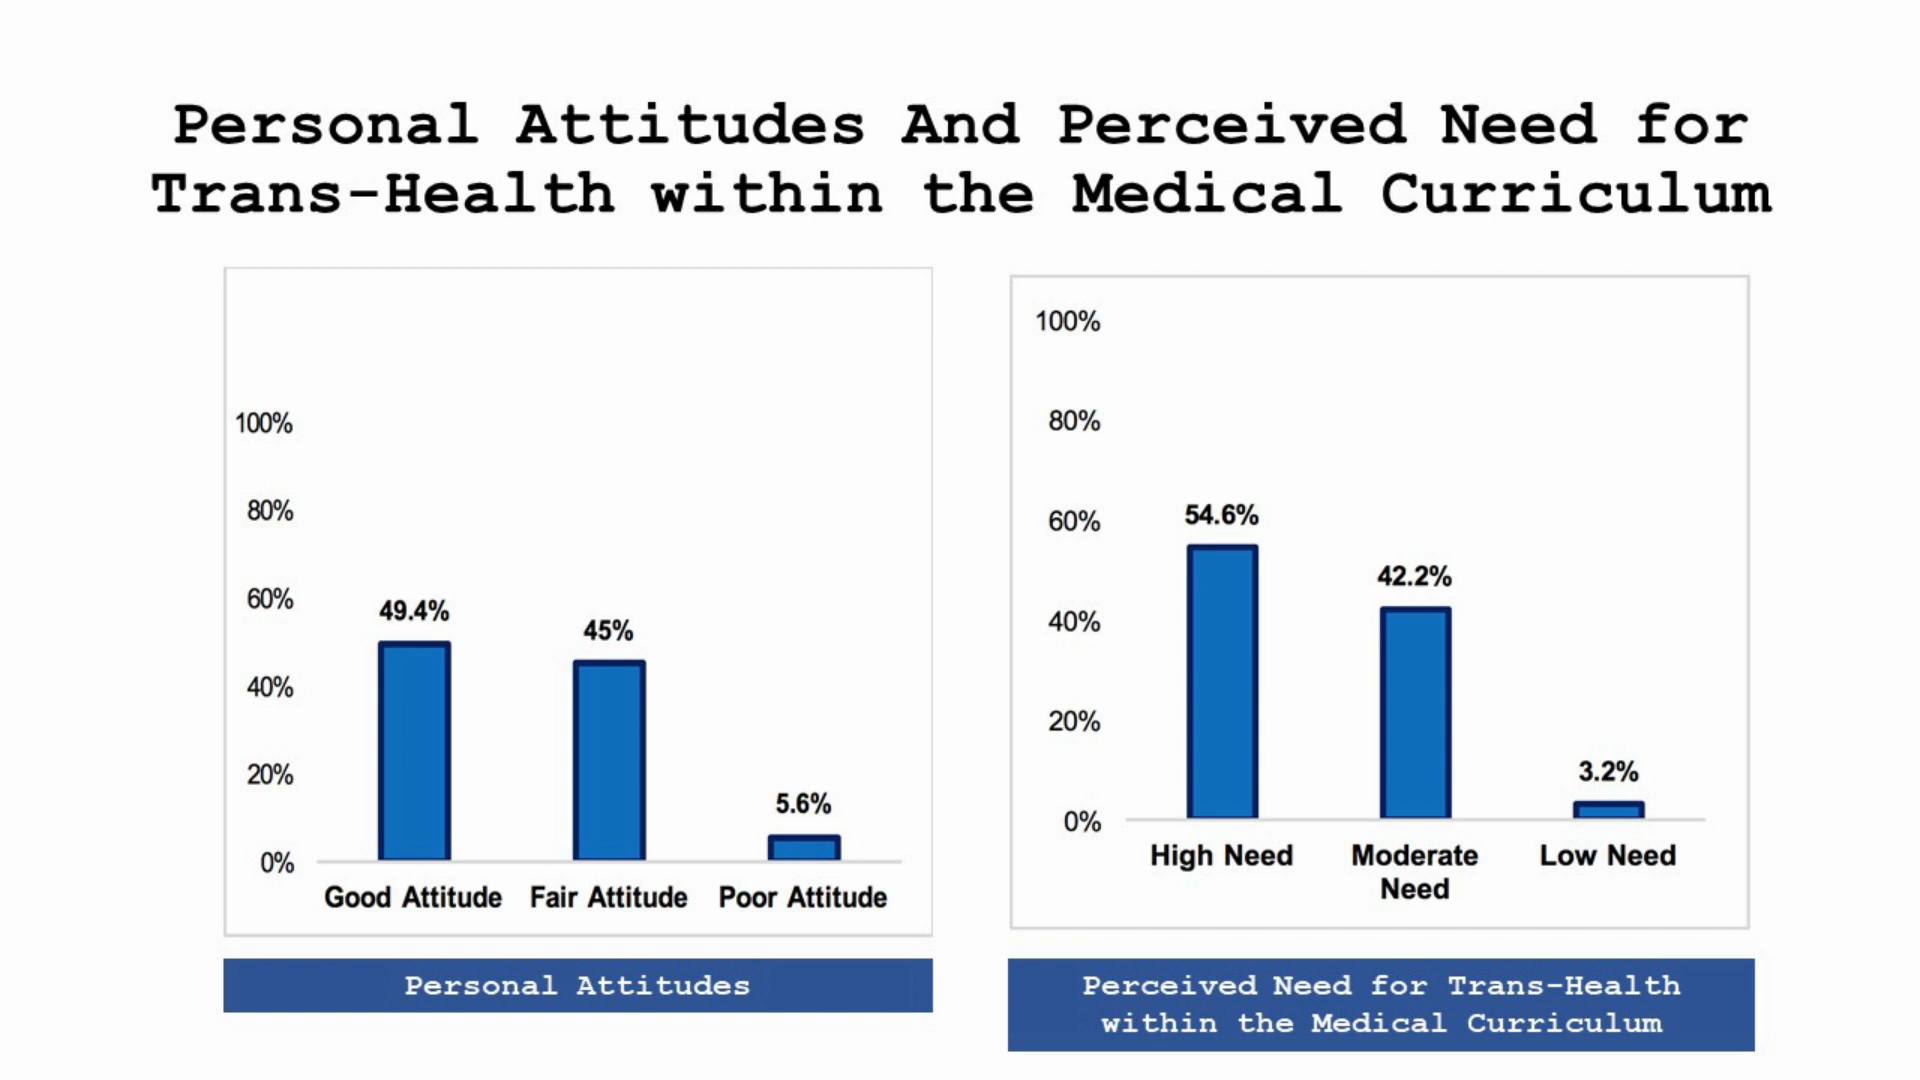 Personal Attitudes And Perceived Need for
Trans-Health within the Medical Curriculum
100%
80%
60%
40%
20%
0%
49.4%
45%
5.6%
Good Attitude Fair Attitude Poor Attitude
Personal Attitudes
100%
80%
60%
40%
20%
0%
54.6%
42.2%
3.2%
High Need Moderate Low Need
Need
Perceived Need for Trans-Health
within the Medical Curriculum